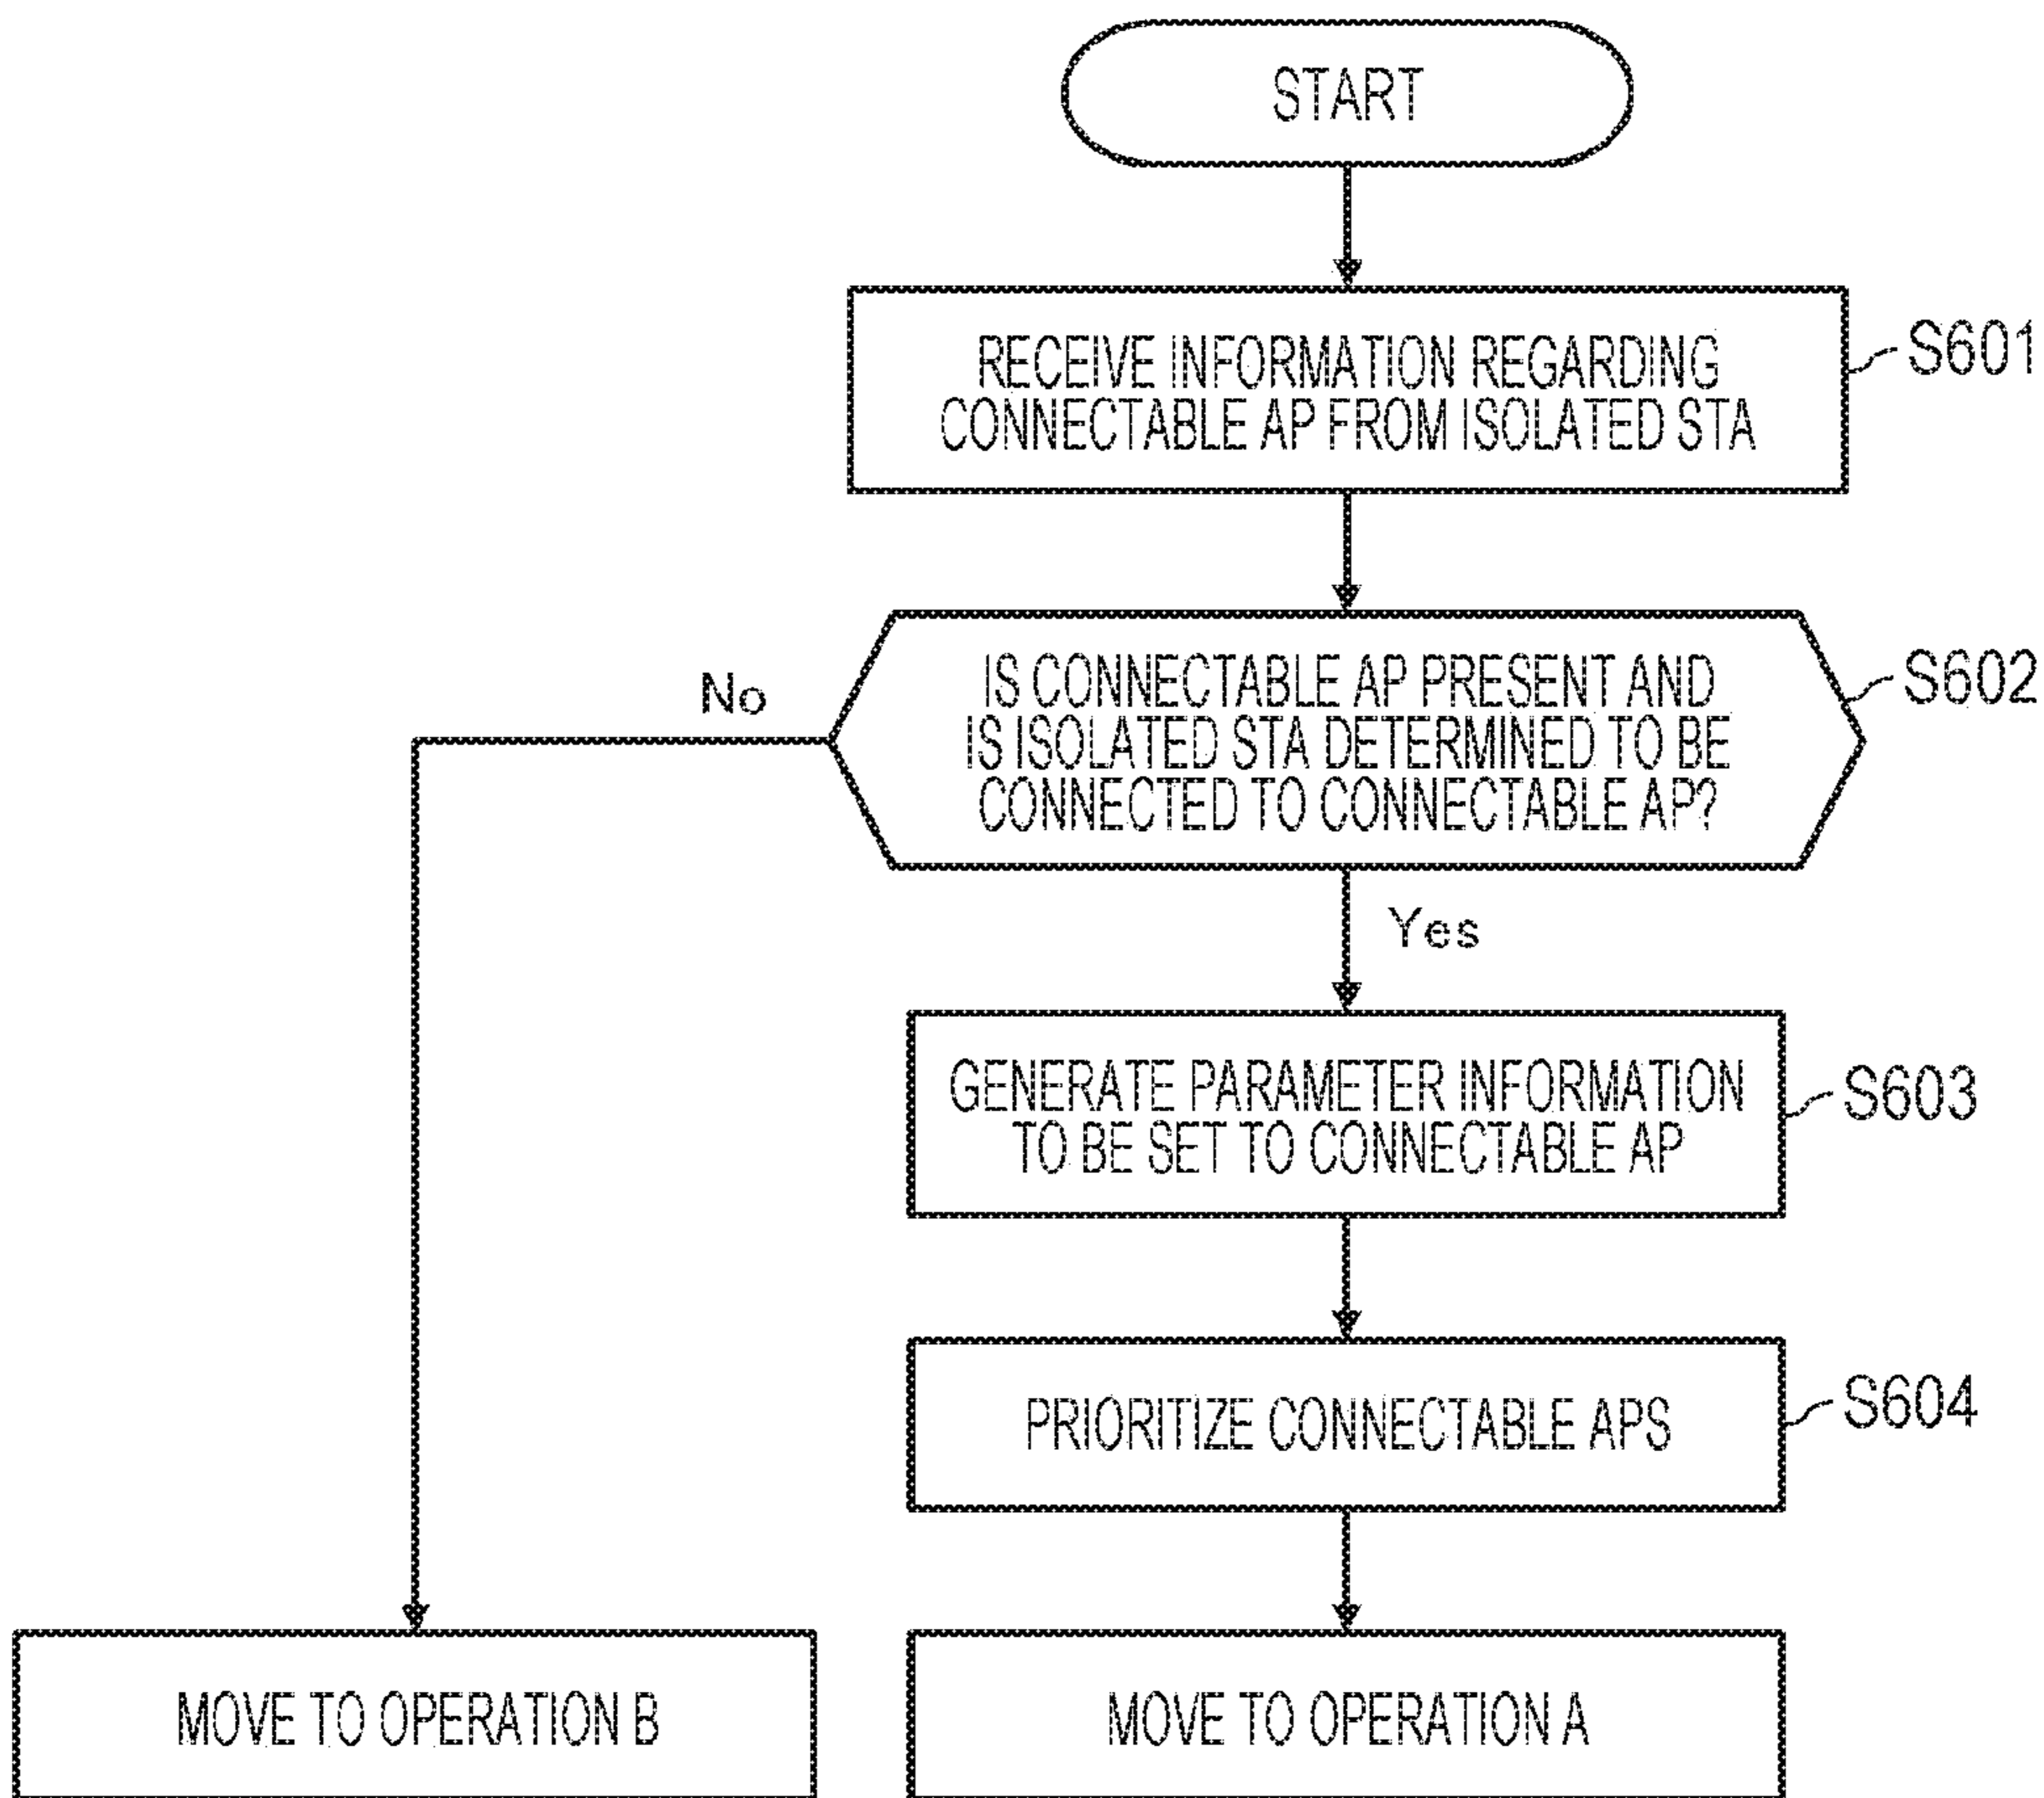 START
RECEIVE INFORMATION REGARDING
CONNECTABLE AP FROM ISOLATED STA
S601
IS CONNECTABLE AP PRESENT AND
IS ISOLATED STA DETERMINED TO BE
CONNECTED TO CONNECTABLE AP?
S602
No
Yes
GENERATE PARAMETER INFORMATION
TO BE SET TO CONNECTABLE AP
S603
PRIORITIZE CONNECTABLE APS
S604
MOVE TO OPERATION B
MOVE TO OPERATION A